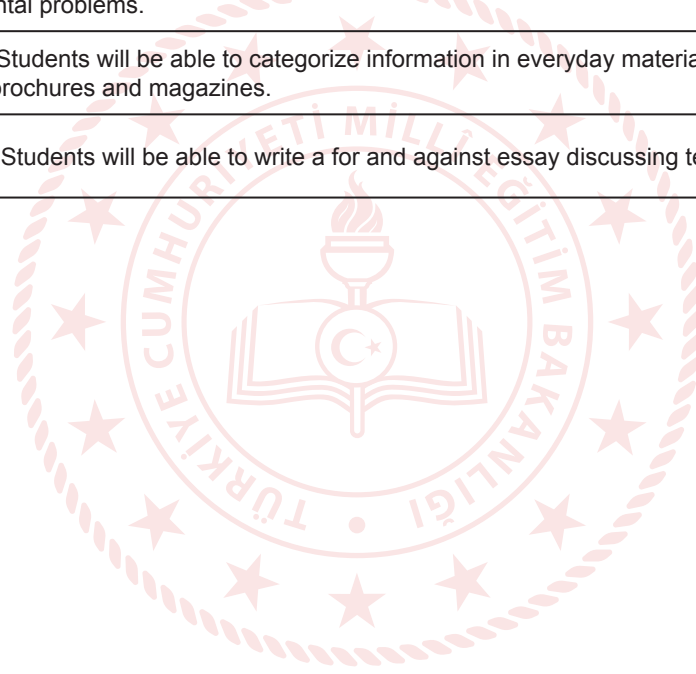 ntal problems.
Students will be able to categorize information in everyday materia
brochures and magazines.
Students will be able to write a for and against essay discussing te
TÜRKİYE CUMHURİYETİ MİLLÎ EĞİTİM BAKANLIĞI